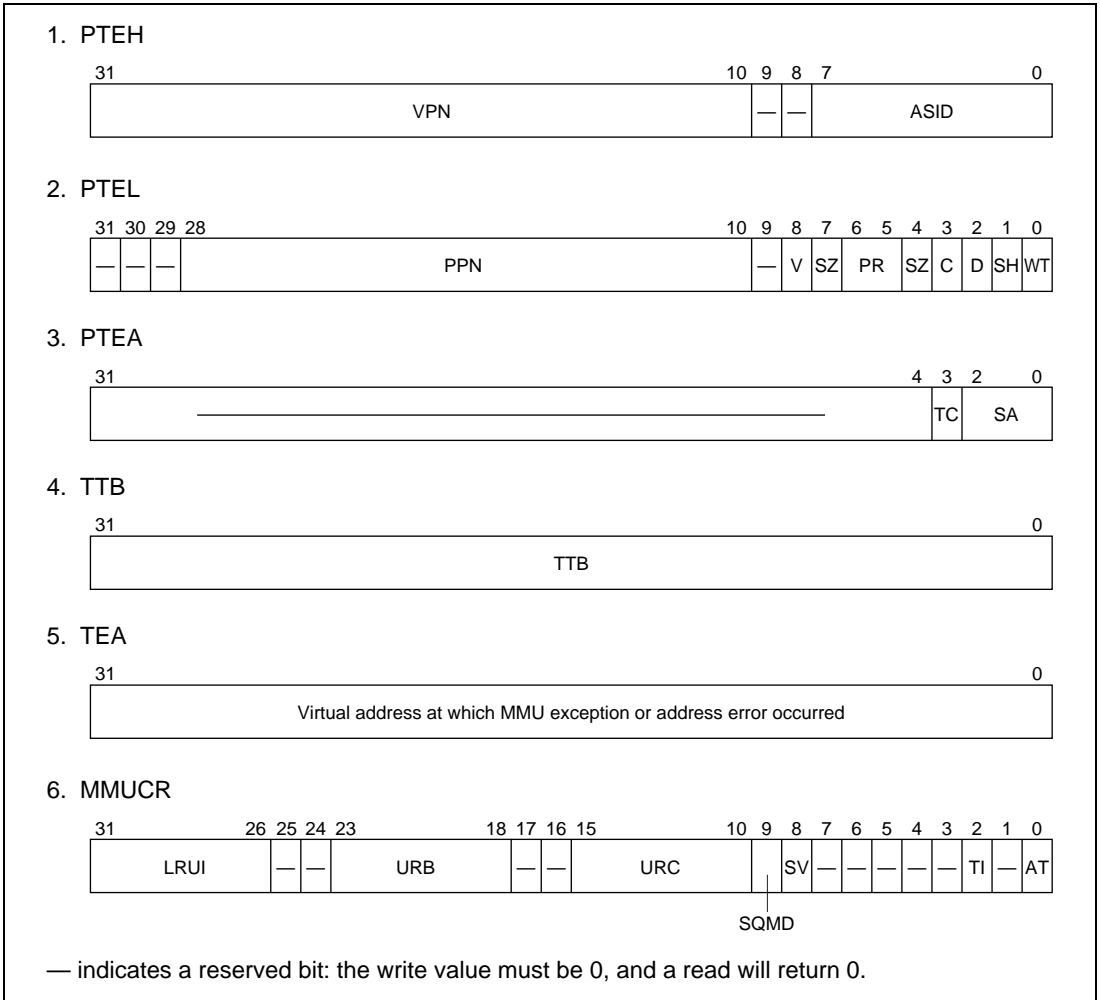 1. PTEH
31 10 9 8 7 0
VPN — — ASID
2. PTEL
31 30 29 28 10 9 8 7 6 5 4 3 2 1 0
— — — PPN — V SZ PR SZ C D SH WT
3. PTEA
31 4 3 2 0
— TC SA
4. TTB
31 0
TTB
5. TEA
31 0
Virtual address at which MMU exception or address error occurred
6. MMUCR
31 26 25 24 23 18 17 16 15 10 9 8 7 6 5 4 3 2 1 0
LRUI — — URB — — URC SV — — — — — TI — AT
SQMD
— indicates a reserved bit: the write value must be 0, and a read will return 0.